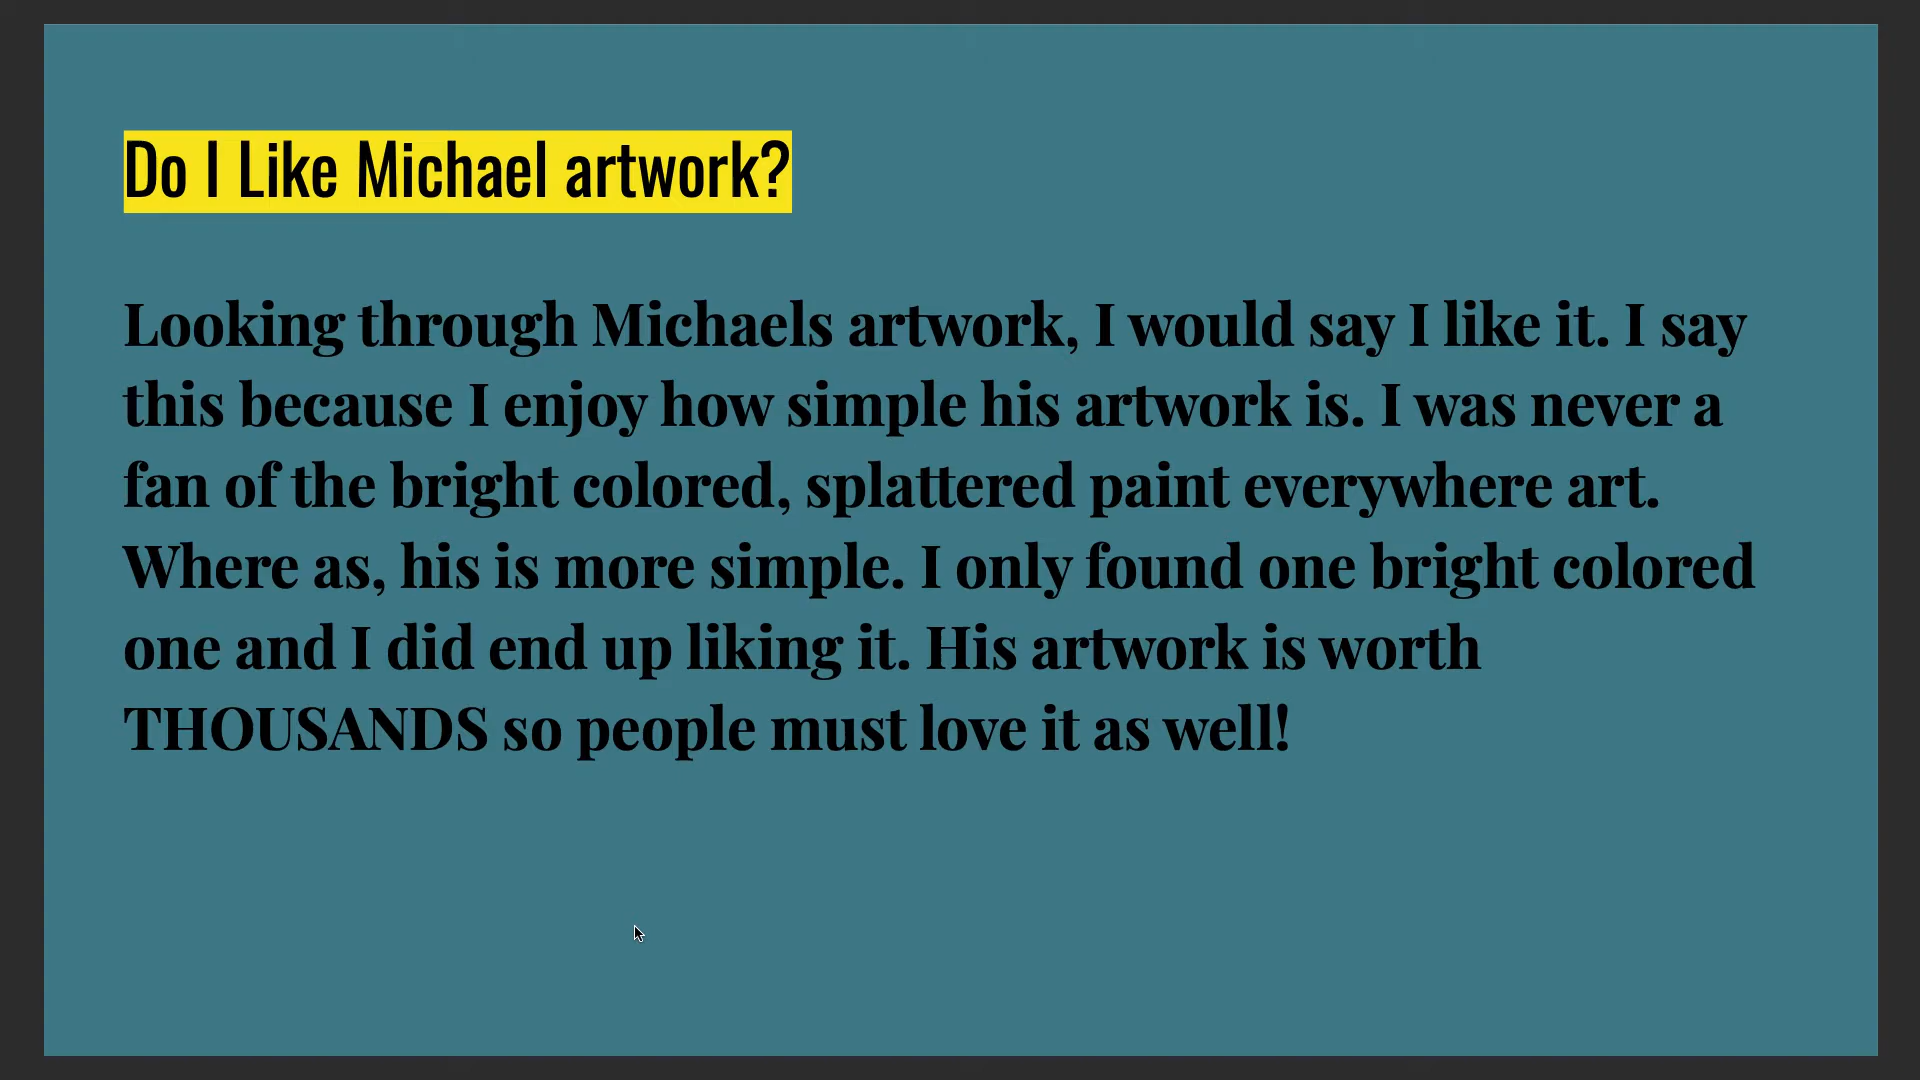 Do I Like Michael artwork?
Looking through Michaels artwork, I would say I like it. I say
this because I enjoy how simple his artwork is. I was never a
fan of the bright colored, splattered paint everywhere art.
Where as, his is more simple. I only found one bright colored
one and I did end up liking it. His artwork is worth
THOUSANDS so people must love it as well!